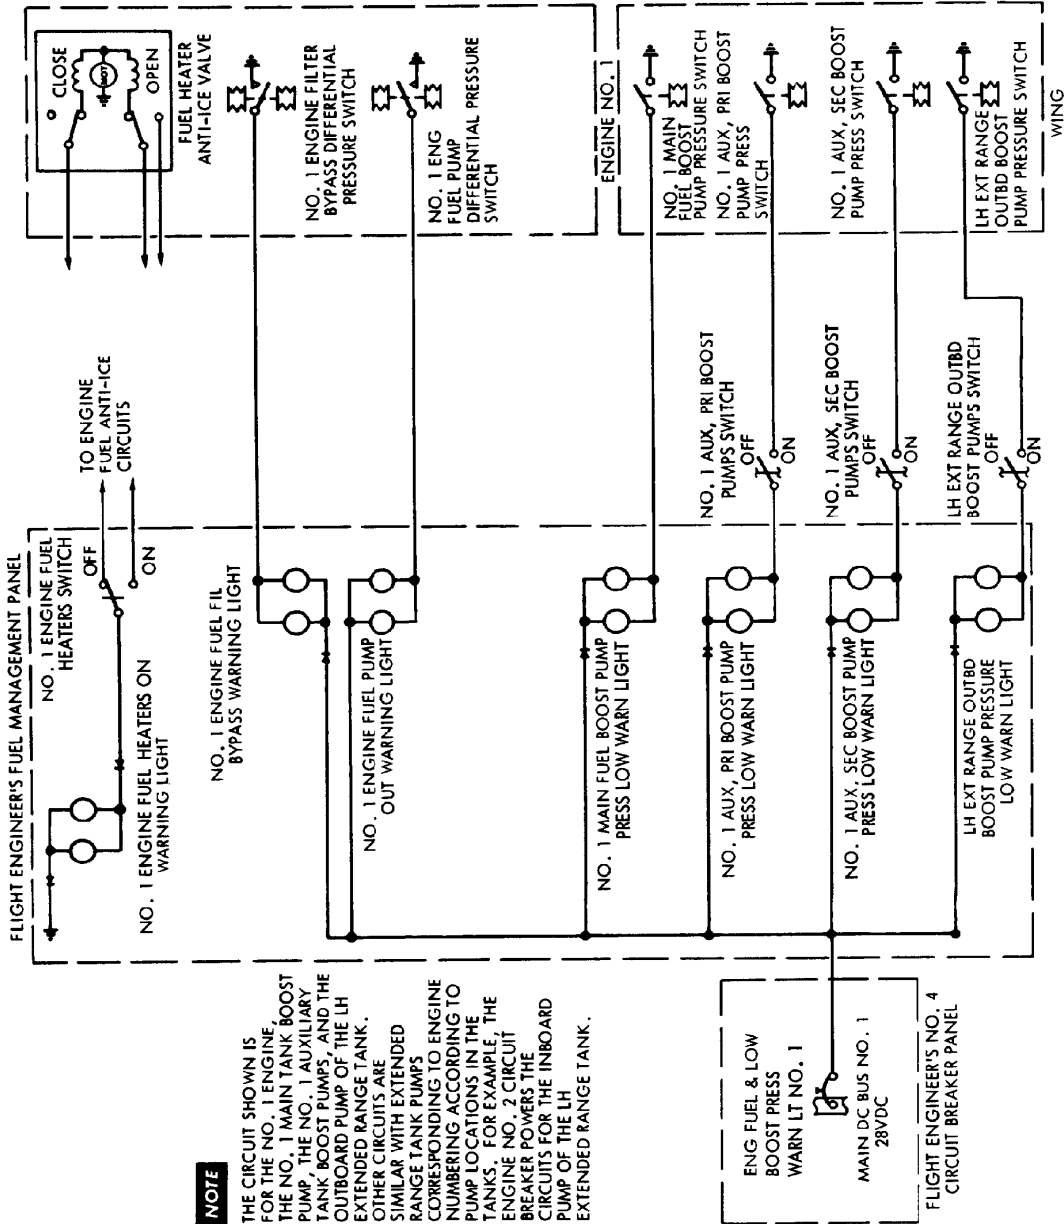 FLIGHT ENGINEER'S FUEL MANAGEMENT PANEL
NO. 1 ENGINE FUEL
HEATERS SWITCH
OFF
ON
TO ENGINE
FUEL ANTI-ICE
CIRCUITS
NO. 1 ENGINE FUEL HEATERS ON
WARNING LIGHT
CLOSE
MOT
OPEN
FUEL HEATER
ANTI-ICE VALVE
NO. 1 ENGINE FUEL FIL
BYPASS WARNING LIGHT
NO. 1 ENGINE FILTER
BYPASS DIFFERENTIAL
PRESSURE SWITCH
NO. 1 ENGINE FUEL PUMP
OUT WARNING LIGHT
NO. 1 ENG
FUEL PUMP
DIFFERENTIAL PRESSURE
SWITCH
ENGINE NO. 1
NO. 1 MAIN FUEL BOOST PUMP
PRESS LOW WARN LIGHT
NO. 1 MAIN
FUEL BOOST
PUMP PRESSURE SWITCH
NO. 1 AUX, PRI BOOST PUMP
PRESS LOW WARN LIGHT
NO. 1 AUX, PRI BOOST
PUMPS SWITCH
OFF
ON
NO. 1 AUX, PRI BOOST
PUMP PRESS
SWITCH
NO. 1 AUX, SEC BOOST PUMP
PRESS LOW WARN LIGHT
NO. 1 AUX, SEC BOOST
PUMPS SWITCH
OFF
ON
NO. 1 AUX, SEC BOOST
PUMP PRESS SWITCH
LH EXT RANGE OUTBD
BOOST PUMP PRESSURE
LOW WARN LIGHT
LH EXT RANGE OUTBD
BOOST PUMPS SWITCH
OFF
ON
LH EXT RANGE
OUTBD BOOST
PUMP PRESSURE SWITCH
WING
NOTE
THE CIRCUIT SHOWN IS
FOR THE NO. 1 ENGINE,
THE NO. 1 MAIN TANK BOOST
PUMP, THE NO. 1 AUXILIARY
TANK BOOST PUMPS, AND THE
OUTBOARD PUMP OF THE LH
EXTENDED RANGE TANK.
OTHER CIRCUITS ARE
SIMILAR WITH EXTENDED
RANGE TANK PUMPS
CORRESPONDING TO ENGINE
NUMBERING ACCORDING TO
PUMP LOCATIONS IN THE
TANKS. FOR EXAMPLE, THE
ENGINE NO. 2 CIRCUIT
BREAKER POWERS THE
CIRCUITS FOR THE INBOARD
PUMP OF THE LH
EXTENDED RANGE TANK.
ENG FUEL & LOW
BOOST PRESS
WARN LT NO. 1
MAIN DC BUS NO. 1
28VDC
FLIGHT ENGINEER'S NO. 4
CIRCUIT BREAKER PANEL